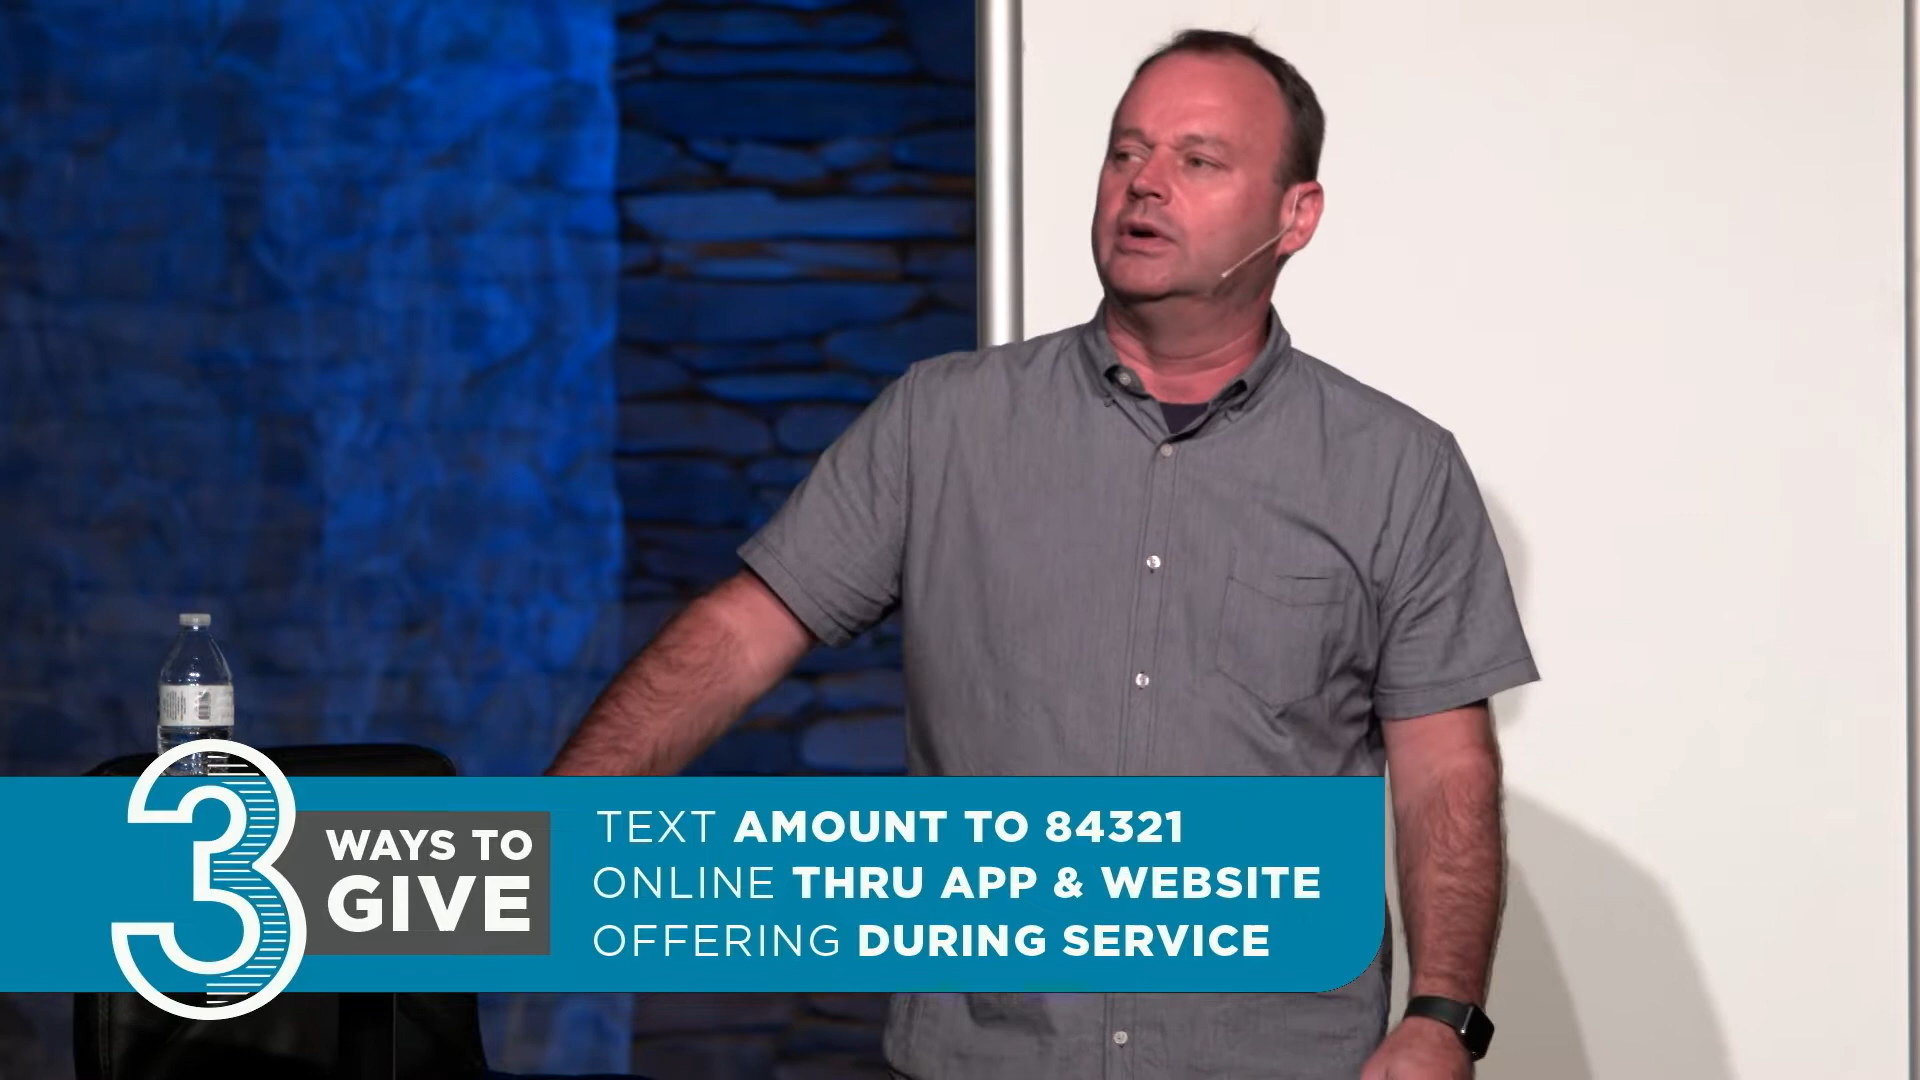 3 WAYS TO
GIVE
TEXT AMOUNT TO 84321
ONLINE THRU APP & WEBSITE
OFFERING DURING SERVICE